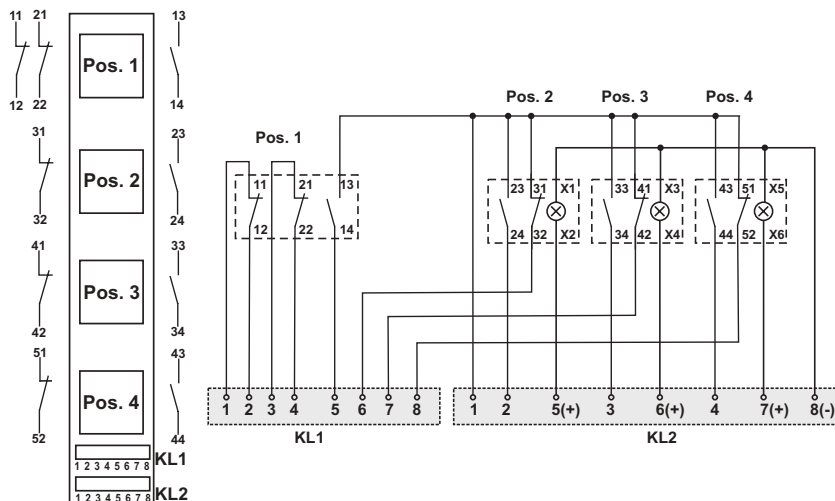 11 21 13
Pos. 1
12 22 14
31 23
Pos. 2
32 24
41 33
Pos. 3
42 34
51 43
Pos. 4
52 44
KL1
1 2 3 4 5 6 7 8
KL2
1 2 3 4 5 6 7 8
Pos. 2 Pos. 3 Pos. 4
Pos. 1
11 21 13
12 22 14
23 31 X1 33 41 X3 43 51 X5
24 32 X2 34 42 X4 44 52 X6
1 2 3 4 5 6 7 8
KL1
1 2 5(+) 3 6(+) 4 7(+) 8(-)
KL2